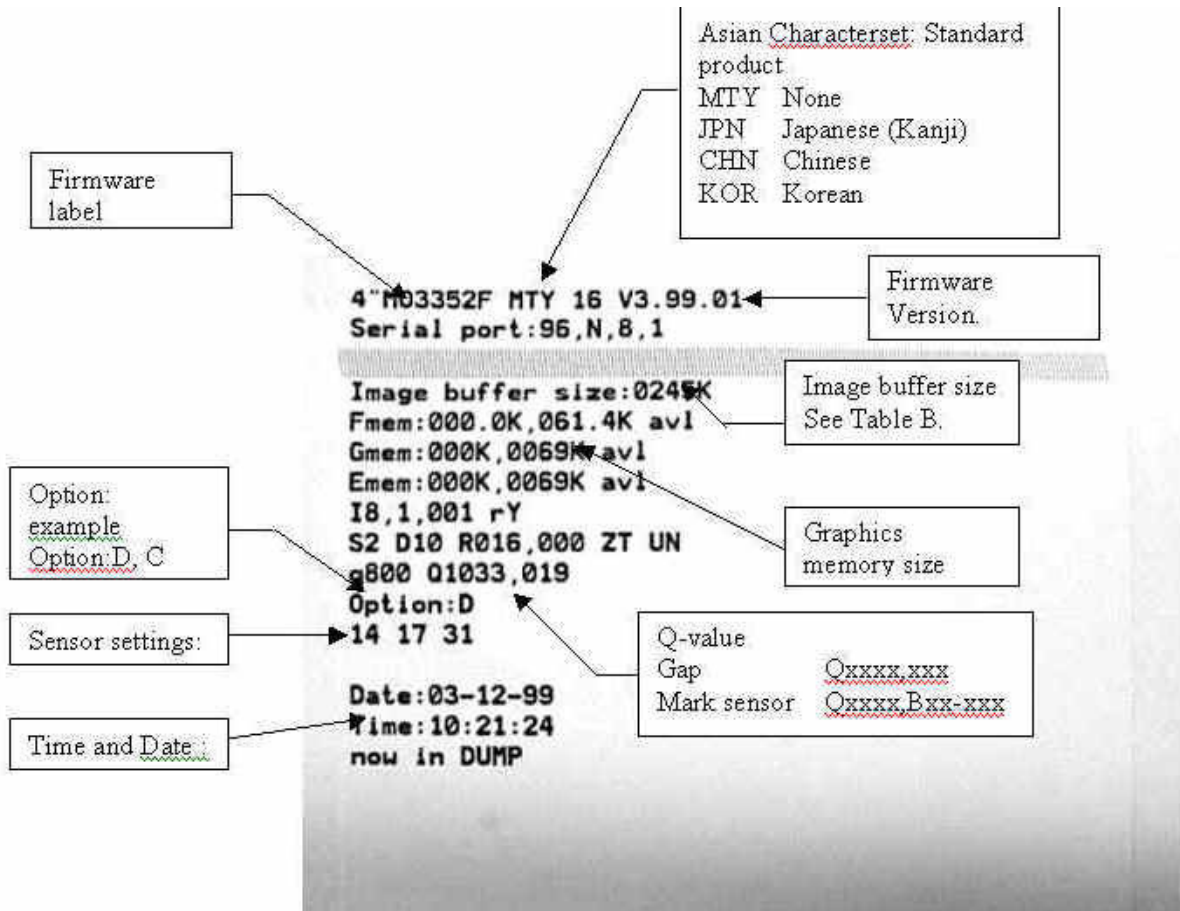 Asian Characterset: Standard
product
MTY None
JPN Japanese (Kanji)
CHN Chinese
KOR Korean
Firmware
label
4"M03352F MTY 16 V3.99.01
Serial port:96,N,8,1
Firmware
Version.
Image buffer size:0245K
Fmem:000.0K,061.4K avl
Gmem:000K,0069K avl
Emem:000K,0069K avl
I8,1,001 rY
S2 D10 R016,000 ZT UN
q800 Q1033,019
Option:D
14 17 31
Date:03-12-99
Time:10:21:24
now in DUMP
Image buffer size
See Table B.
Graphics
memory size
Option:
example
Option:D, C
Sensor settings:
Q-value
Gap Qxxxx,xxx
Mark sensor Qxxxx,Bxx-xxx
Time and Date :